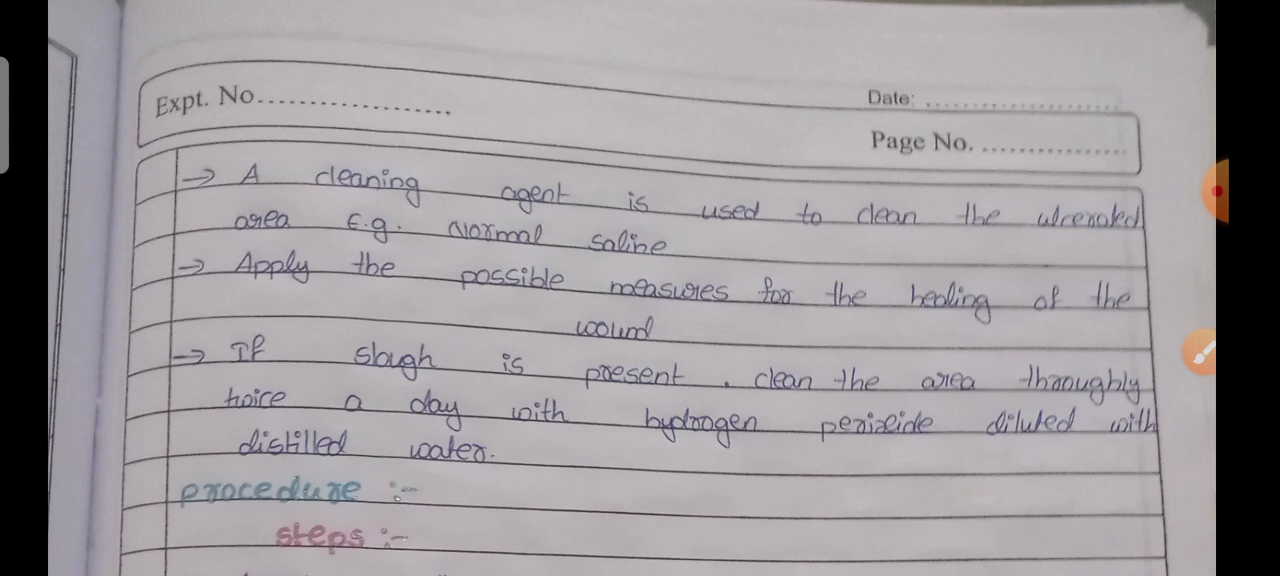 Expt. No....................
Date: ........................
Page No. ..................
→ A cleaning agent is used to clean the ulcerated
area E.g. Normal saline
→ Apply the possible measures for the healing of the
wound
→ If slough is present . clean the area throughly
twice a day with hydrogen perixeide diluted with
distilled water.
procedure :-
steps :-